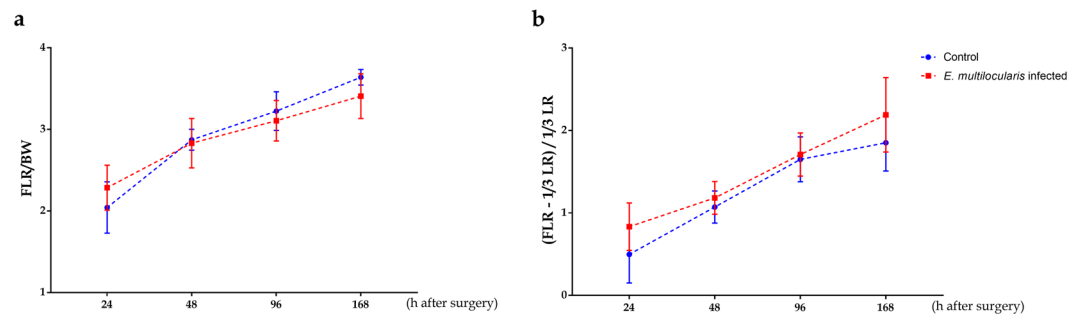 a
4
3
2
1
FLR/BW
24 48 96 168 (h after surgery)
b
3
2
1
0
(FLR - 1/3 LR) / 1/3 LR
24 48 96 168 (h after surgery)
Control
E. multilocularis infected